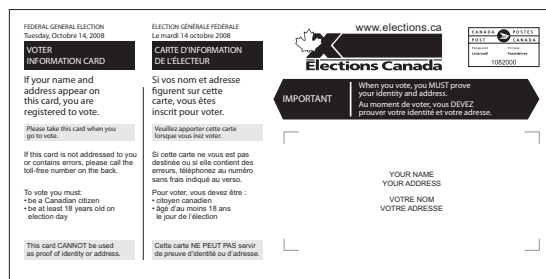 FEDERAL GENERAL ELECTION
Tuesday, October 14, 2008
VOTER
INFORMATION CARD
If your name and
address appear on
this card, you are
registered to vote.
Please take this card when you
go to vote.
If this card is not addressed to you
or contains errors, please call the
toll-free number on the back.
To vote you must:
• be a Canadian citizen
• be at least 18 years old on
election day
This card CANNOT be used
as proof of identity or address.
ÉLECTION GÉNÉRALE FÉDÉRALE
Le mardi 14 octobre 2008
CARTE D'INFORMATION
DE L'ÉLECTEUR
Si vos nom et adresse
figurent sur cette
carte, vous êtes
inscrit pour voter.
Veuillez apporter cette carte
lorsque vous irez voter.
Si cette carte ne vous est pas
destinée ou si elle contient des
erreurs, téléphonez au numéro
sans frais indiqué au verso.
Pour voter, vous devez être :
• citoyen canadien
• âgé d'au moins 18 ans
le jour de l'élection
Cette carte NE PEUT PAS servir
de preuve d'identité ou d'adresse.
www.elections.ca
Elections Canada
CANADA POSTES
POST CANADA
Postage paid Port payé
Lettermail Poste-lettres
1082000
IMPORTANT
When you vote, you MUST prove
your identity and address.
Au moment de voter, vous DEVEZ
prouver votre identité et votre adresse.
YOUR NAME
YOUR ADDRESS
VOTRE NOM
VOTRE ADRESSE